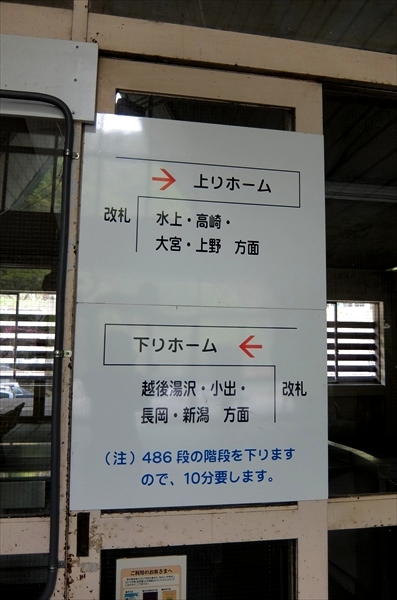 上りホーム
改札
水上・高崎・
大宮・上野 方面
下りホーム
越後湯沢・小出・
長岡・新潟 方面
改札
(注)486段の階段を下ります
ので、10分要します。
ご利用のお客さまへ